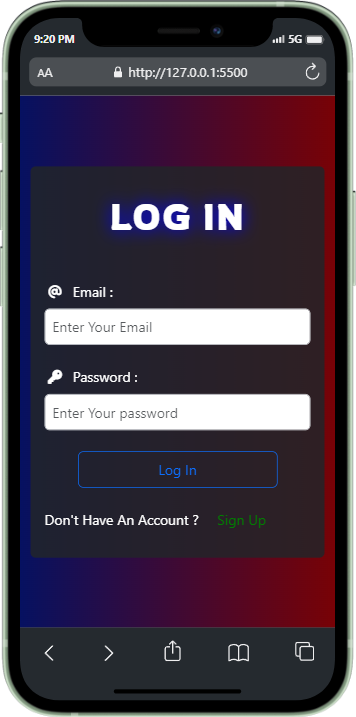 9:20 PM 5G
AA http://127.0.0.1:5500
LOG IN
@ Email :
Enter Your Email
Password :
Enter Your password
Log In
Don't Have An Account ? Sign Up